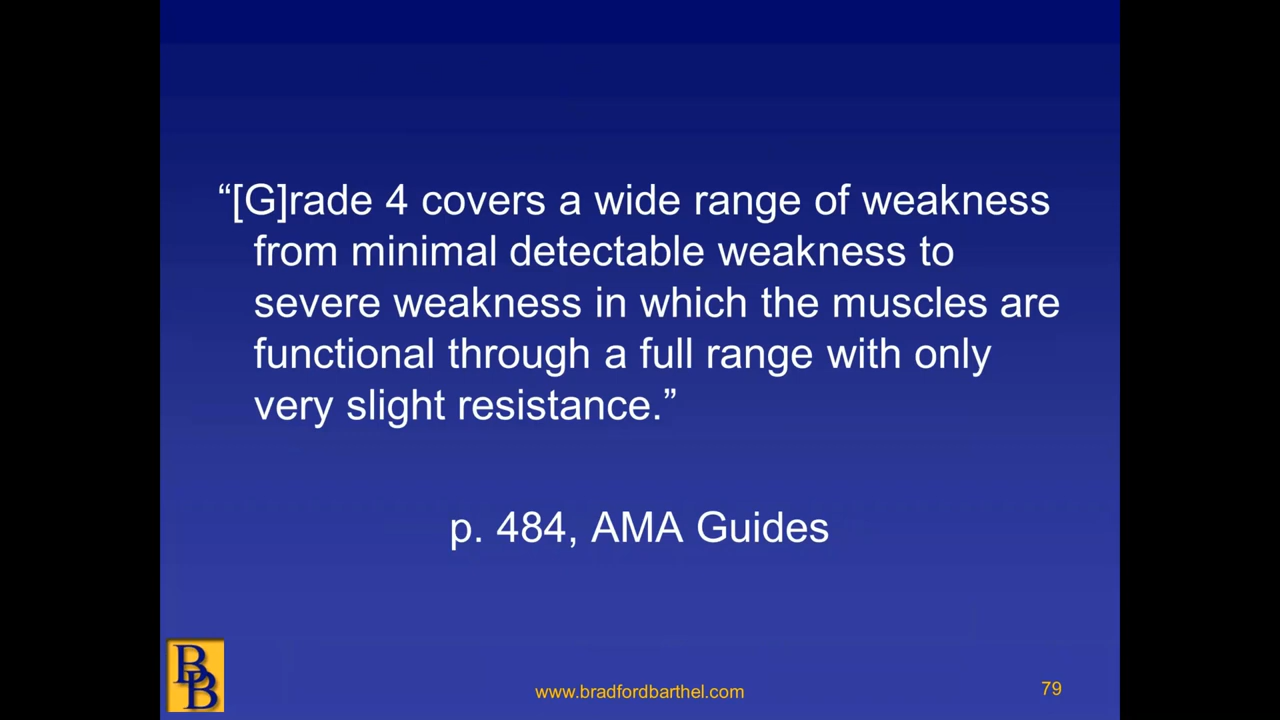 “[G]rade 4 covers a wide range of weakness
from minimal detectable weakness to
severe weakness in which the muscles are
functional through a full range with only
very slight resistance.”
p. 484, AMA Guides
BB
www.bradfordbarthel.com
79